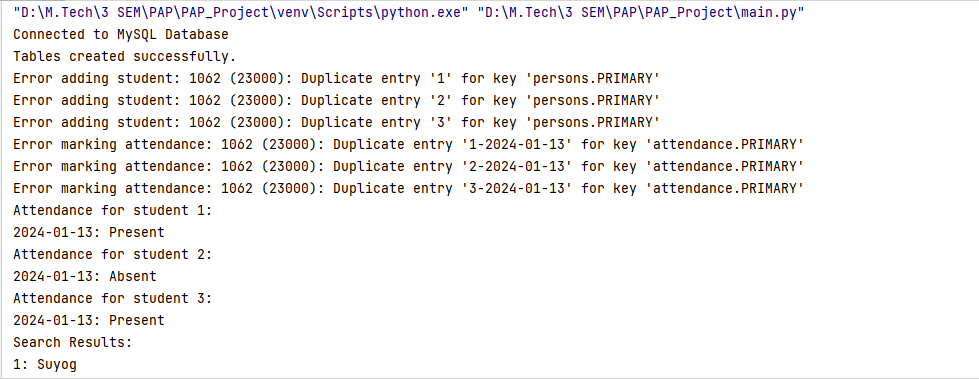 "D:\M.Tech\3 SEM\PAP\PAP_Project\venv\Scripts\python.exe" "D:\M.Tech\3 SEM\PAP\PAP_Project\main.py"
Connected to MySQL Database
Tables created successfully.
Error adding student: 1062 (23000): Duplicate entry '1' for key 'persons.PRIMARY'
Error adding student: 1062 (23000): Duplicate entry '2' for key 'persons.PRIMARY'
Error adding student: 1062 (23000): Duplicate entry '3' for key 'persons.PRIMARY'
Error marking attendance: 1062 (23000): Duplicate entry '1-2024-01-13' for key 'attendance.PRIMARY'
Error marking attendance: 1062 (23000): Duplicate entry '2-2024-01-13' for key 'attendance.PRIMARY'
Error marking attendance: 1062 (23000): Duplicate entry '3-2024-01-13' for key 'attendance.PRIMARY'
Attendance for student 1:
2024-01-13: Present
Attendance for student 2:
2024-01-13: Absent
Attendance for student 3:
2024-01-13: Present
Search Results:
1: Suyog